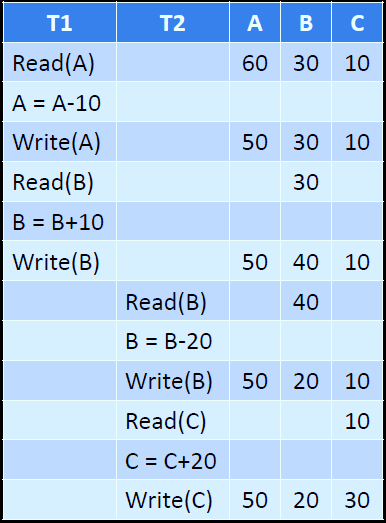 T1 T2 A B C
Read(A) 60 30 10
A = A-10
Write(A) 50 30 10
Read(B) 30
B = B+10
Write(B) 50 40 10
Read(B) 40
B = B-20
Write(B) 50 20 10
Read(C) 10
C = C+20
Write(C) 50 20 30